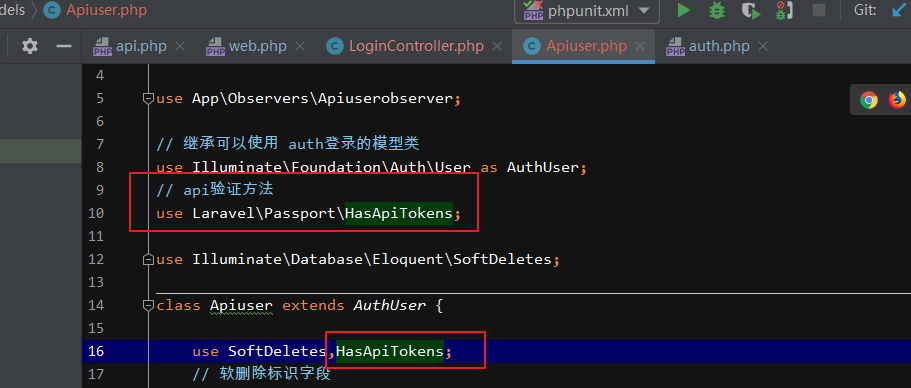 dels
Apiuser.php
phpunit.xml
Git:
api.php
web.php
LoginController.php
Apiuser.php
auth.php
4
5 use App\Observers\Apiuserobserver;
6
7 // 继承可以使用 auth登录的模型类
8 use Illuminate\Foundation\Auth\User as AuthUser;
9 // api验证方法
10 use Laravel\Passport\HasApiTokens;
11
12 use Illuminate\Database\Eloquent\SoftDeletes;
13
14 class Apiuser extends AuthUser {
15
16 use SoftDeletes,HasApiTokens;
17 // 软删除标识字段